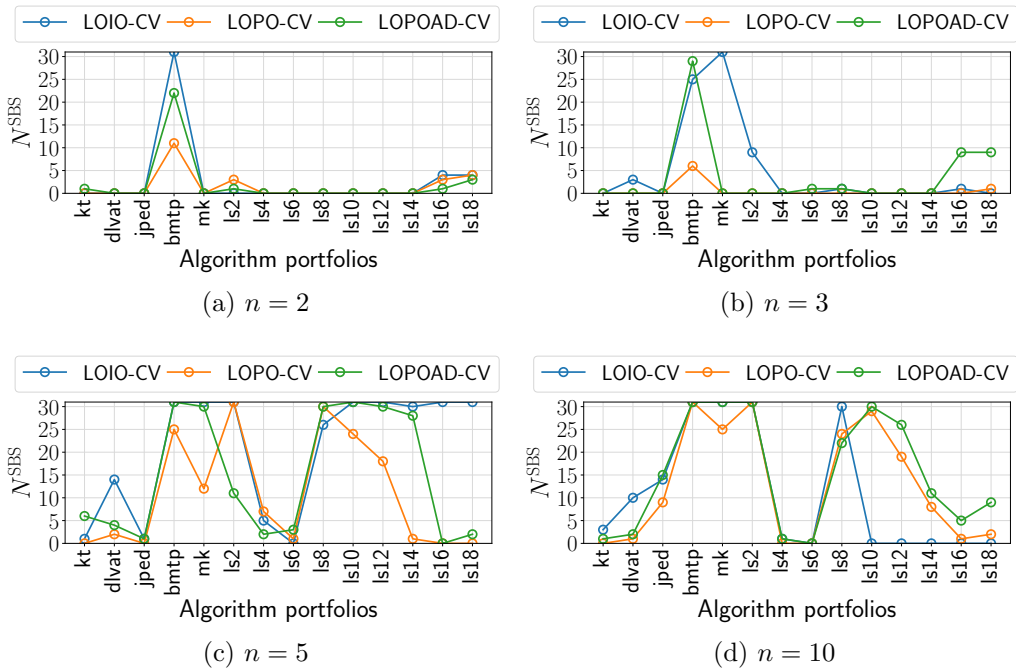 LOIO-CV LOPO-CV LOPOAD-CV
30
25
20
15
10
5
0
N^SBS
kt dlvat jped bmtp mk ls2 ls4 ls6 ls8 ls10 ls12 ls14 ls16 ls18
Algorithm portfolios
(a) n = 2
LOIO-CV LOPO-CV LOPOAD-CV
30
25
20
15
10
5
0
N^SBS
kt dlvat jped bmtp mk ls2 ls4 ls6 ls8 ls10 ls12 ls14 ls16 ls18
Algorithm portfolios
(b) n = 3
LOIO-CV LOPO-CV LOPOAD-CV
30
25
20
15
10
5
0
N^SBS
kt dlvat jped bmtp mk ls2 ls4 ls6 ls8 ls10 ls12 ls14 ls16 ls18
Algorithm portfolios
(c) n = 5
LOIO-CV LOPO-CV LOPOAD-CV
30
25
20
15
10
5
0
N^SBS
kt dlvat jped bmtp mk ls2 ls4 ls6 ls8 ls10 ls12 ls14 ls16 ls18
Algorithm portfolios
(d) n = 10